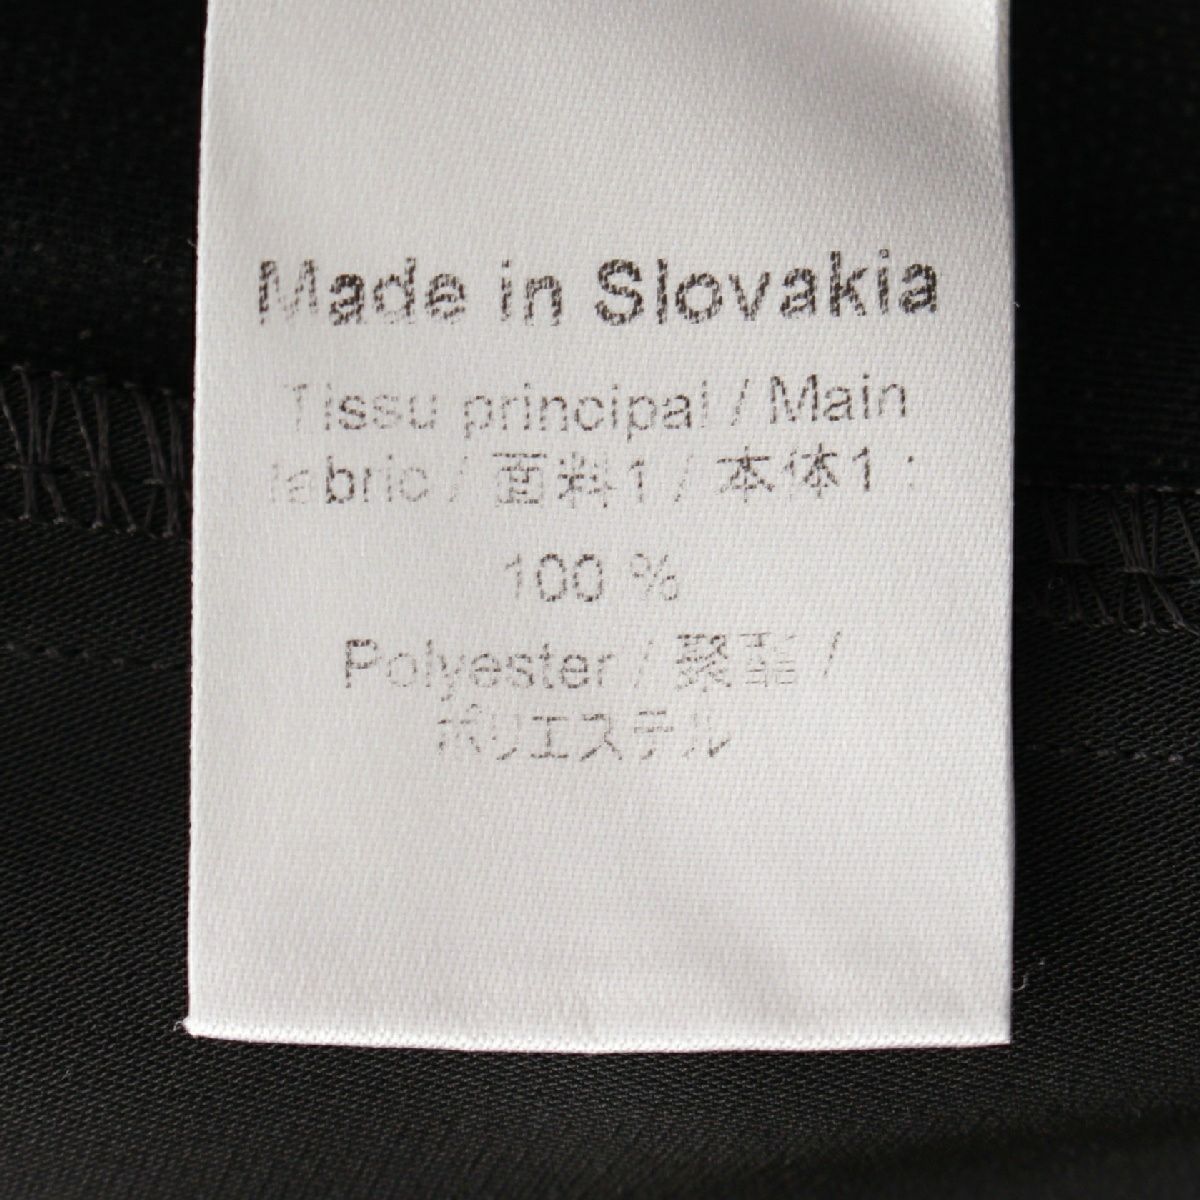 Made in Slovakia
Tissu principal / Main
fabric / 面料1 / 本体1 :
100 %
Polyester / 聚酯 /
ポリエステル